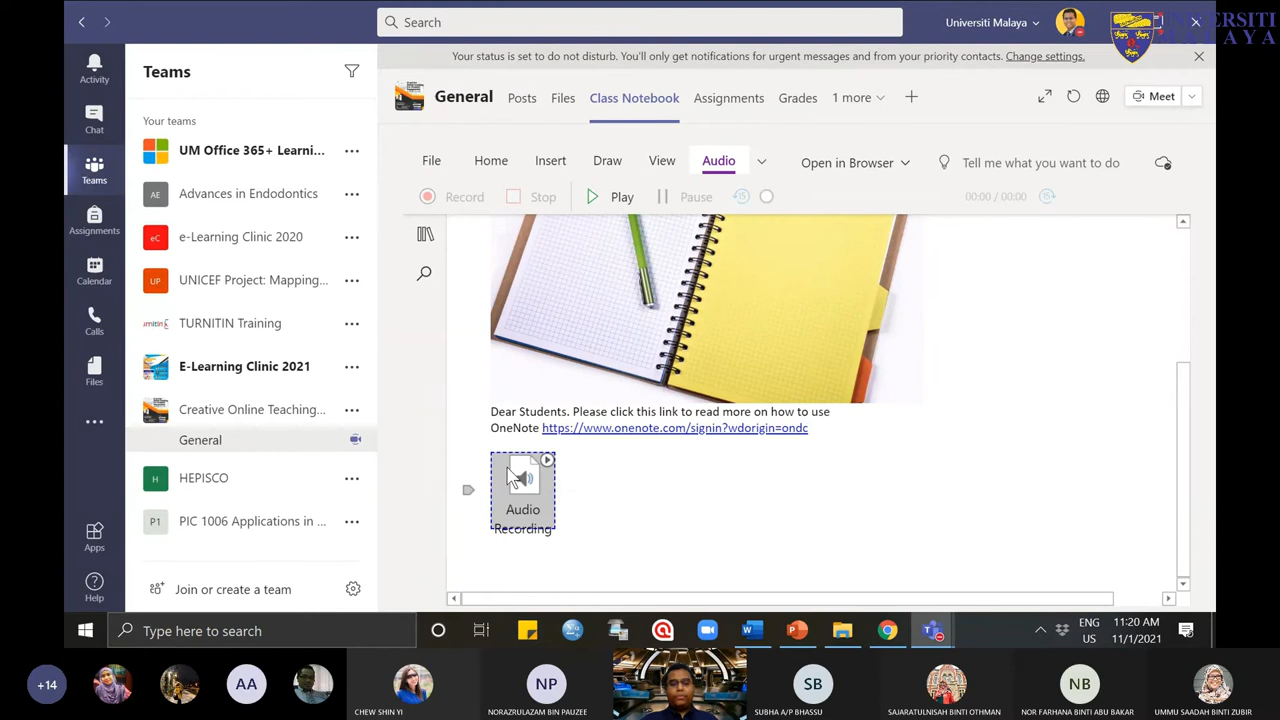 Search
Universiti Malaya
UNIVERSITI
MALAYA
Activity
Chat
Teams
Assignments
Calendar
Calls
Files
Apps
Help
Teams
Your teams
UM Office 365+ Learni...
AE
Advances in Endodontics
eC
e-Learning Clinic 2020
UP
UNICEF Project: Mapping...
TURNITIN Training
E-Learning Clinic 2021
Creative Online Teaching...
General
H
HEPISCO
P1
PIC 1006 Applications in ...
Join or create a team
Your status is set to do not disturb. You'll only get notifications for urgent messages and from your priority contacts. Change settings.
General
Posts
Files
Class Notebook
Assignments
Grades
1 more
Meet
File
Home
Insert
Draw
View
Audio
Open in Browser
Tell me what you want to do
Record
Stop
Play
Pause
15
00:00 / 00:00
15
Dear Students. Please click this link to read more on how to use
OneNote https://www.onenote.com/signin?wdorigin=ondc
Audio
Recording
Type here to search
ENG
US
11:20 AM
11/1/2021
+14
AA
CHEW SHIN YI
NP
NORAZRULAZAM BIN PAUZEE
SB
SUBHA A/P BHASSU
SAJARATULNISAH BINTI OTHMAN
NB
NOR FARHANA BINTI ABU BAKAR
UMMU SAADAH BINTI ZUBIR